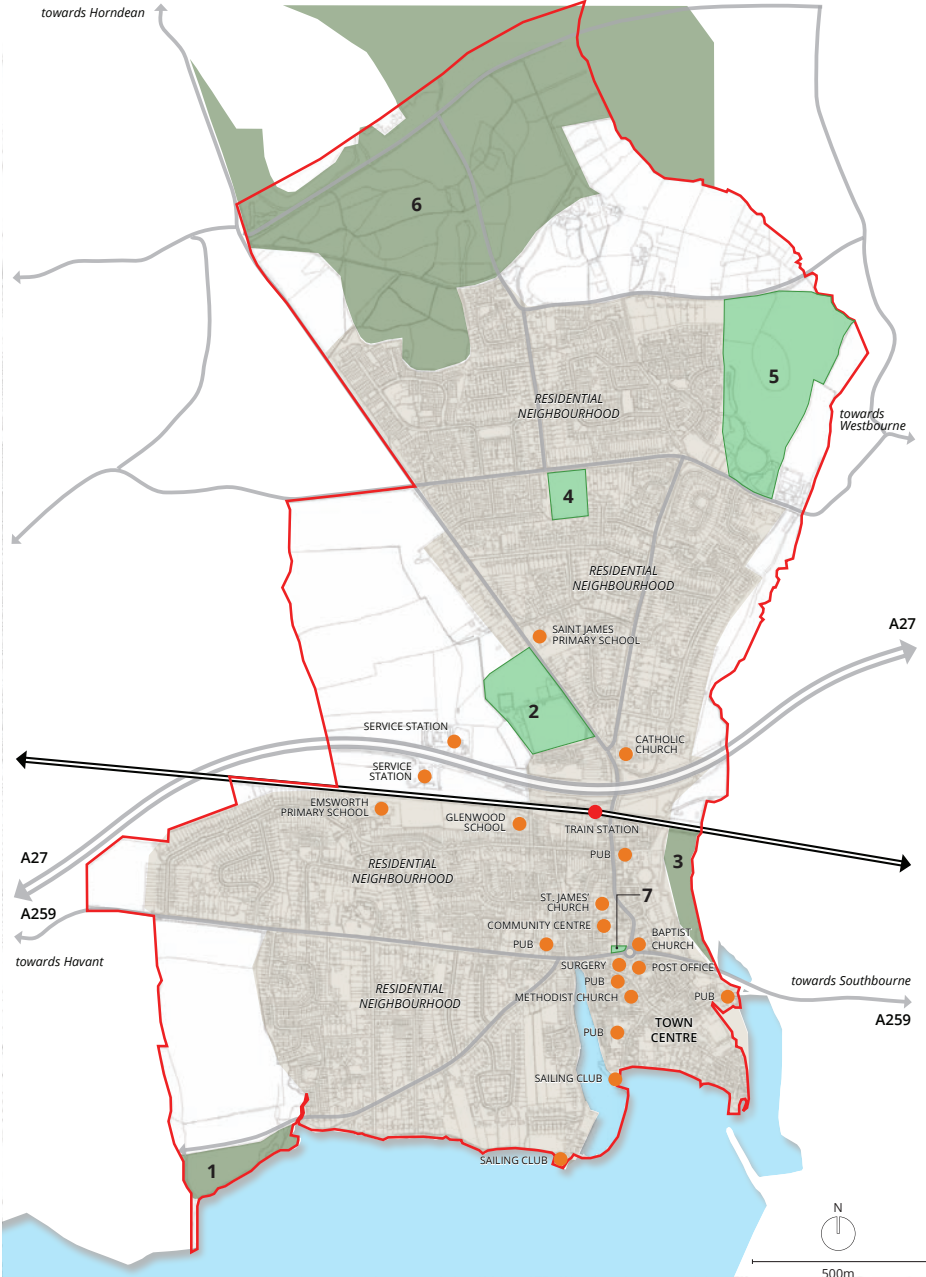 towards Horndean
6
5
RESIDENTIAL
NEIGHBOURHOOD
towards
Westbourne
4
RESIDENTIAL
NEIGHBOURHOOD
A27
SAINT JAMES
PRIMARY SCHOOL
2
SERVICE STATION
CATHOLIC
CHURCH
SERVICE
STATION
EMSWORTH
PRIMARY SCHOOL
GLENWOOD
SCHOOL
TRAIN STATION
PUB
3
A27
RESIDENTIAL
NEIGHBOURHOOD
7
ST. JAMES'
CHURCH
A259
COMMUNITY CENTRE
BAPTIST
CHURCH
PUB
towards Havant
SURGERY
POST OFFICE
PUB
towards Southbourne
RESIDENTIAL
NEIGHBOURHOOD
METHODIST CHURCH
PUB
A259
TOWN
CENTRE
PUB
SAILING CLUB
SAILING CLUB
1
N
500m